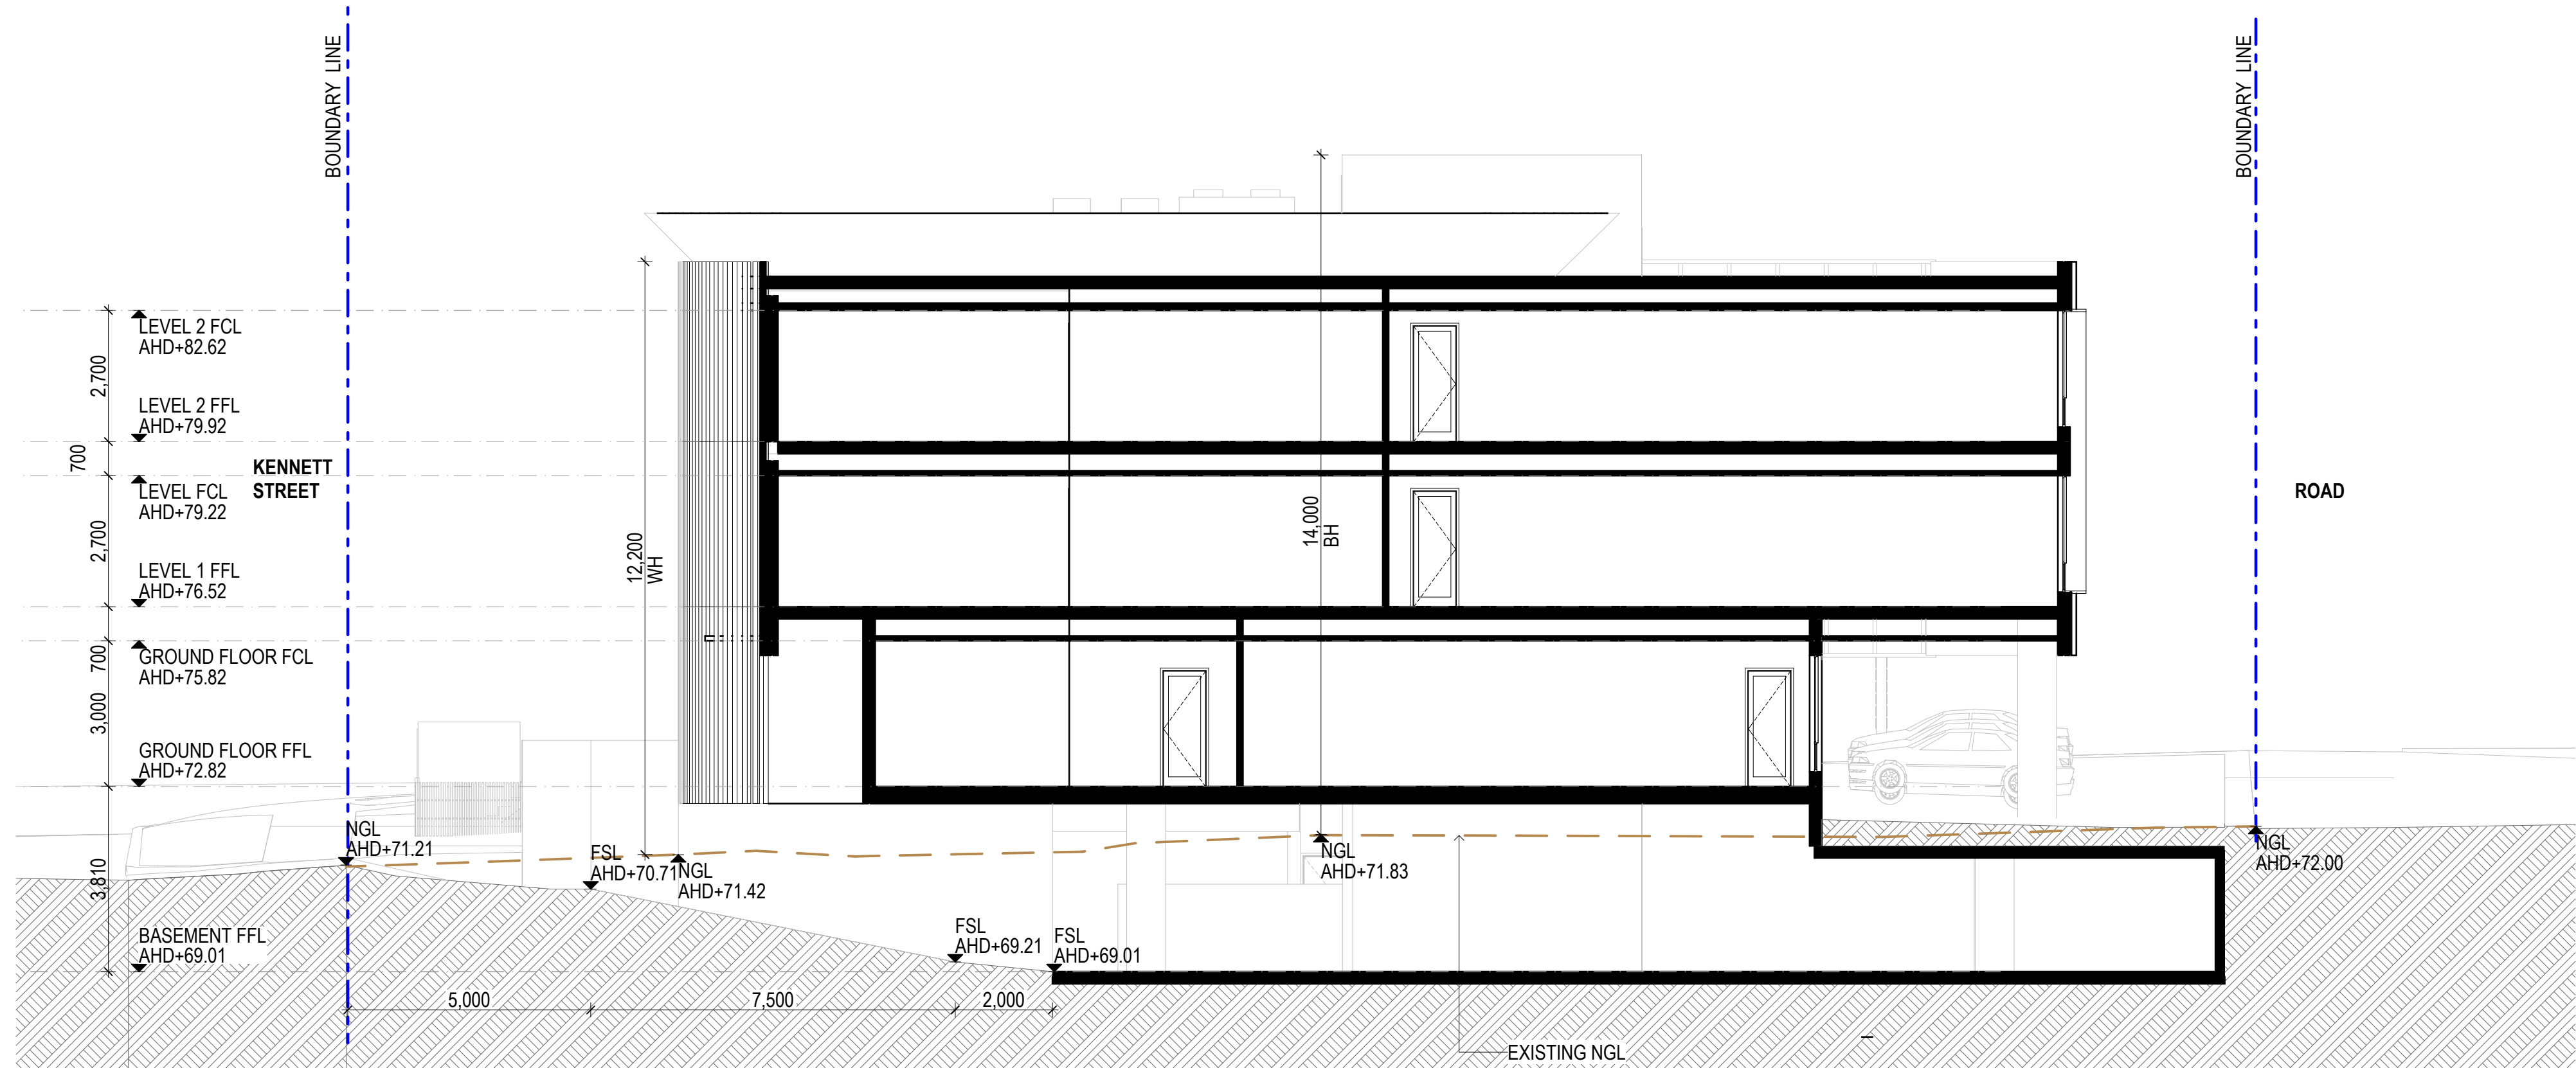 BOUNDARY LINE
BOUNDARY LINE
LEVEL 2 FCL
AHD+82.62
2,700
LEVEL 2 FFL
AHD+79.92
700
KENNETT
STREET
LEVEL FCL
AHD+79.22
2,700
LEVEL 1 FFL
AHD+76.52
700
GROUND FLOOR FCL
AHD+75.82
3,000
GROUND FLOOR FFL
AHD+72.82
3,810
BASEMENT FFL
AHD+69.01
12,200
WH
14,000
BH
ROAD
NGL
AHD+71.21
FSL
AHD+70.71
NGL
AHD+71.42
FSL
AHD+69.21
FSL
AHD+69.01
NGL
AHD+71.83
NGL
AHD+72.00
5,000
7,500
2,000
EXISTING NGL